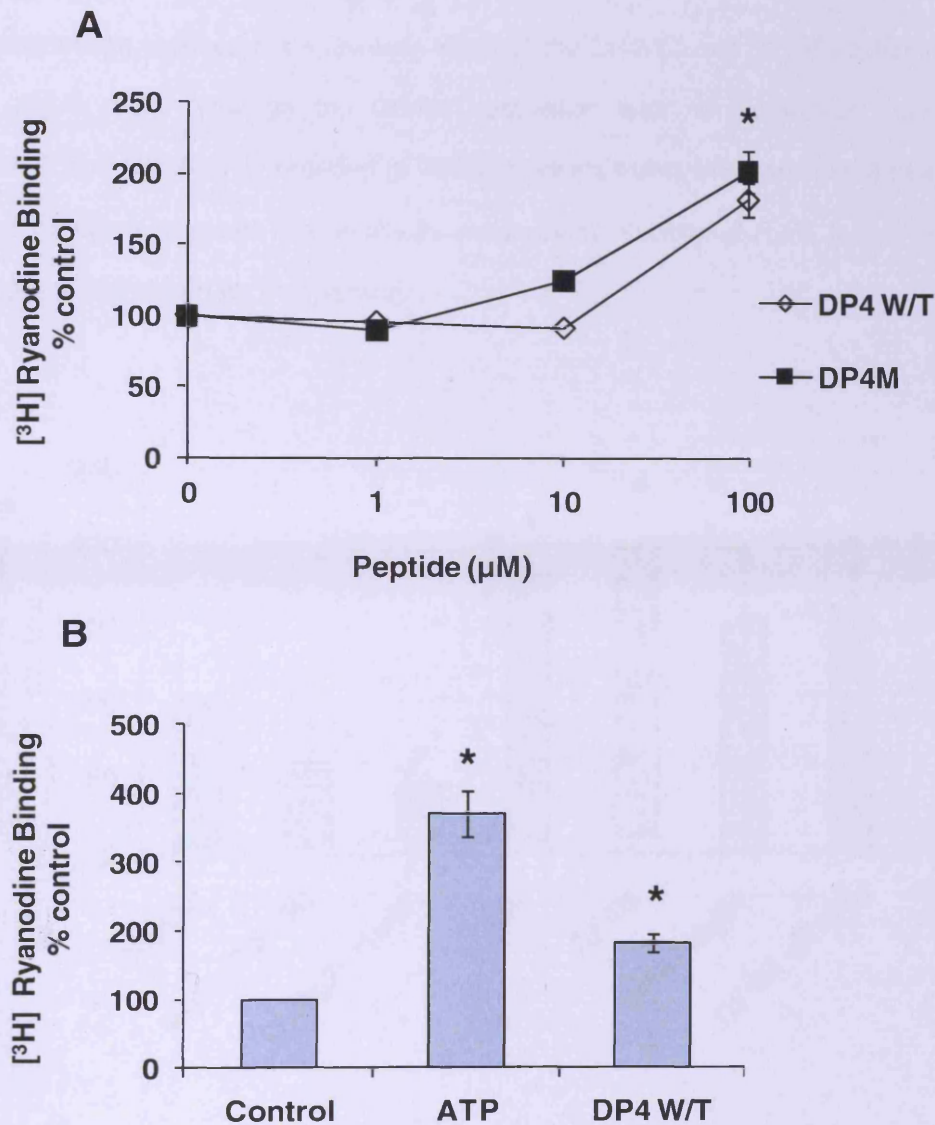 A
250
200
150
100
50
0
[³H] Ryanodine Binding
% control
*
0 1 10 100
Peptide (µM)
DP4 W/T
DP4M
B
500
400
300
200
100
0
[³H] Ryanodine Binding
% control
*
*
Control ATP DP4 W/T